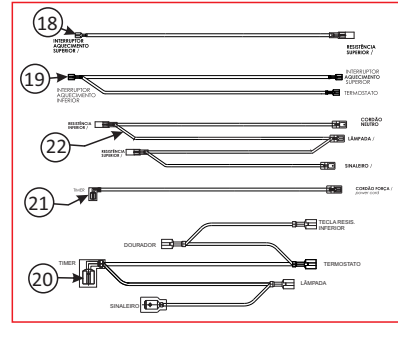 18
INTERRUPTOR
AQUECIMENTO
SUPERIOR /
RESISTÊNCIA
SUPERIOR /
19
INTERRUPTOR
AQUECIMENTO
INFERIOR
INTERRUPTOR
AQUECIMENTO
SUPERIOR
TERMOSTATO
RESISTÊNCIA
INFERIOR /
CORDÃO
NEUTRO
22
LÂMPADA /
RESISTÊNCIA
SUPERIOR /
SINALEIRO /
21
TIMER
CORDÃO FORÇA /
power cord
TECLA RESIS.
INFERIOR
DOURADOR
TIMER
TERMOSTATO
20
LÂMPADA
SINALEIRO